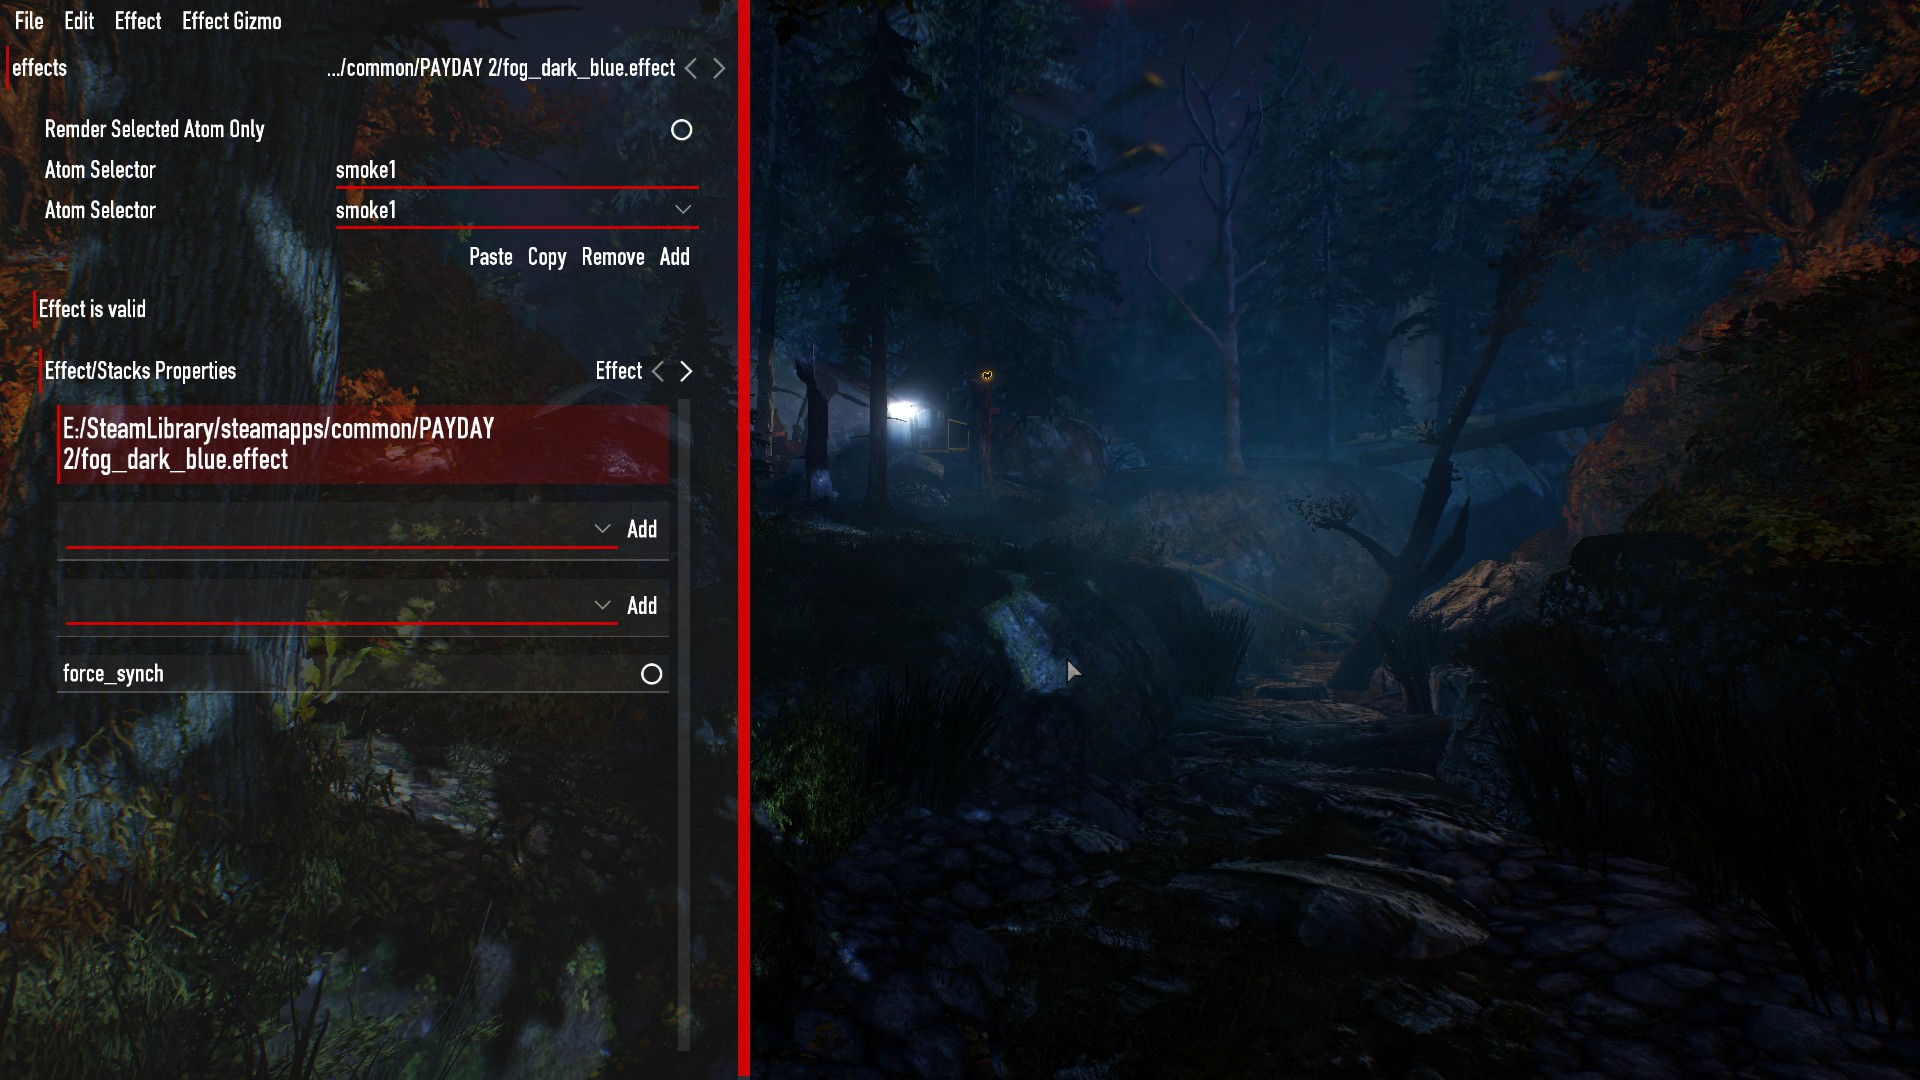 File Edit Effect Effect Gizmo
effects .../common/PAYDAY 2/fog_dark_blue.effect
Remder Selected Atom Only
Atom Selector smoke1
Atom Selector smoke1
Paste Copy Remove Add
Effect is valid
Effect/Stacks Properties Effect
E:/SteamLibrary/steamapps/common/PAYDAY
2/fog_dark_blue.effect
Add
Add
force_synch